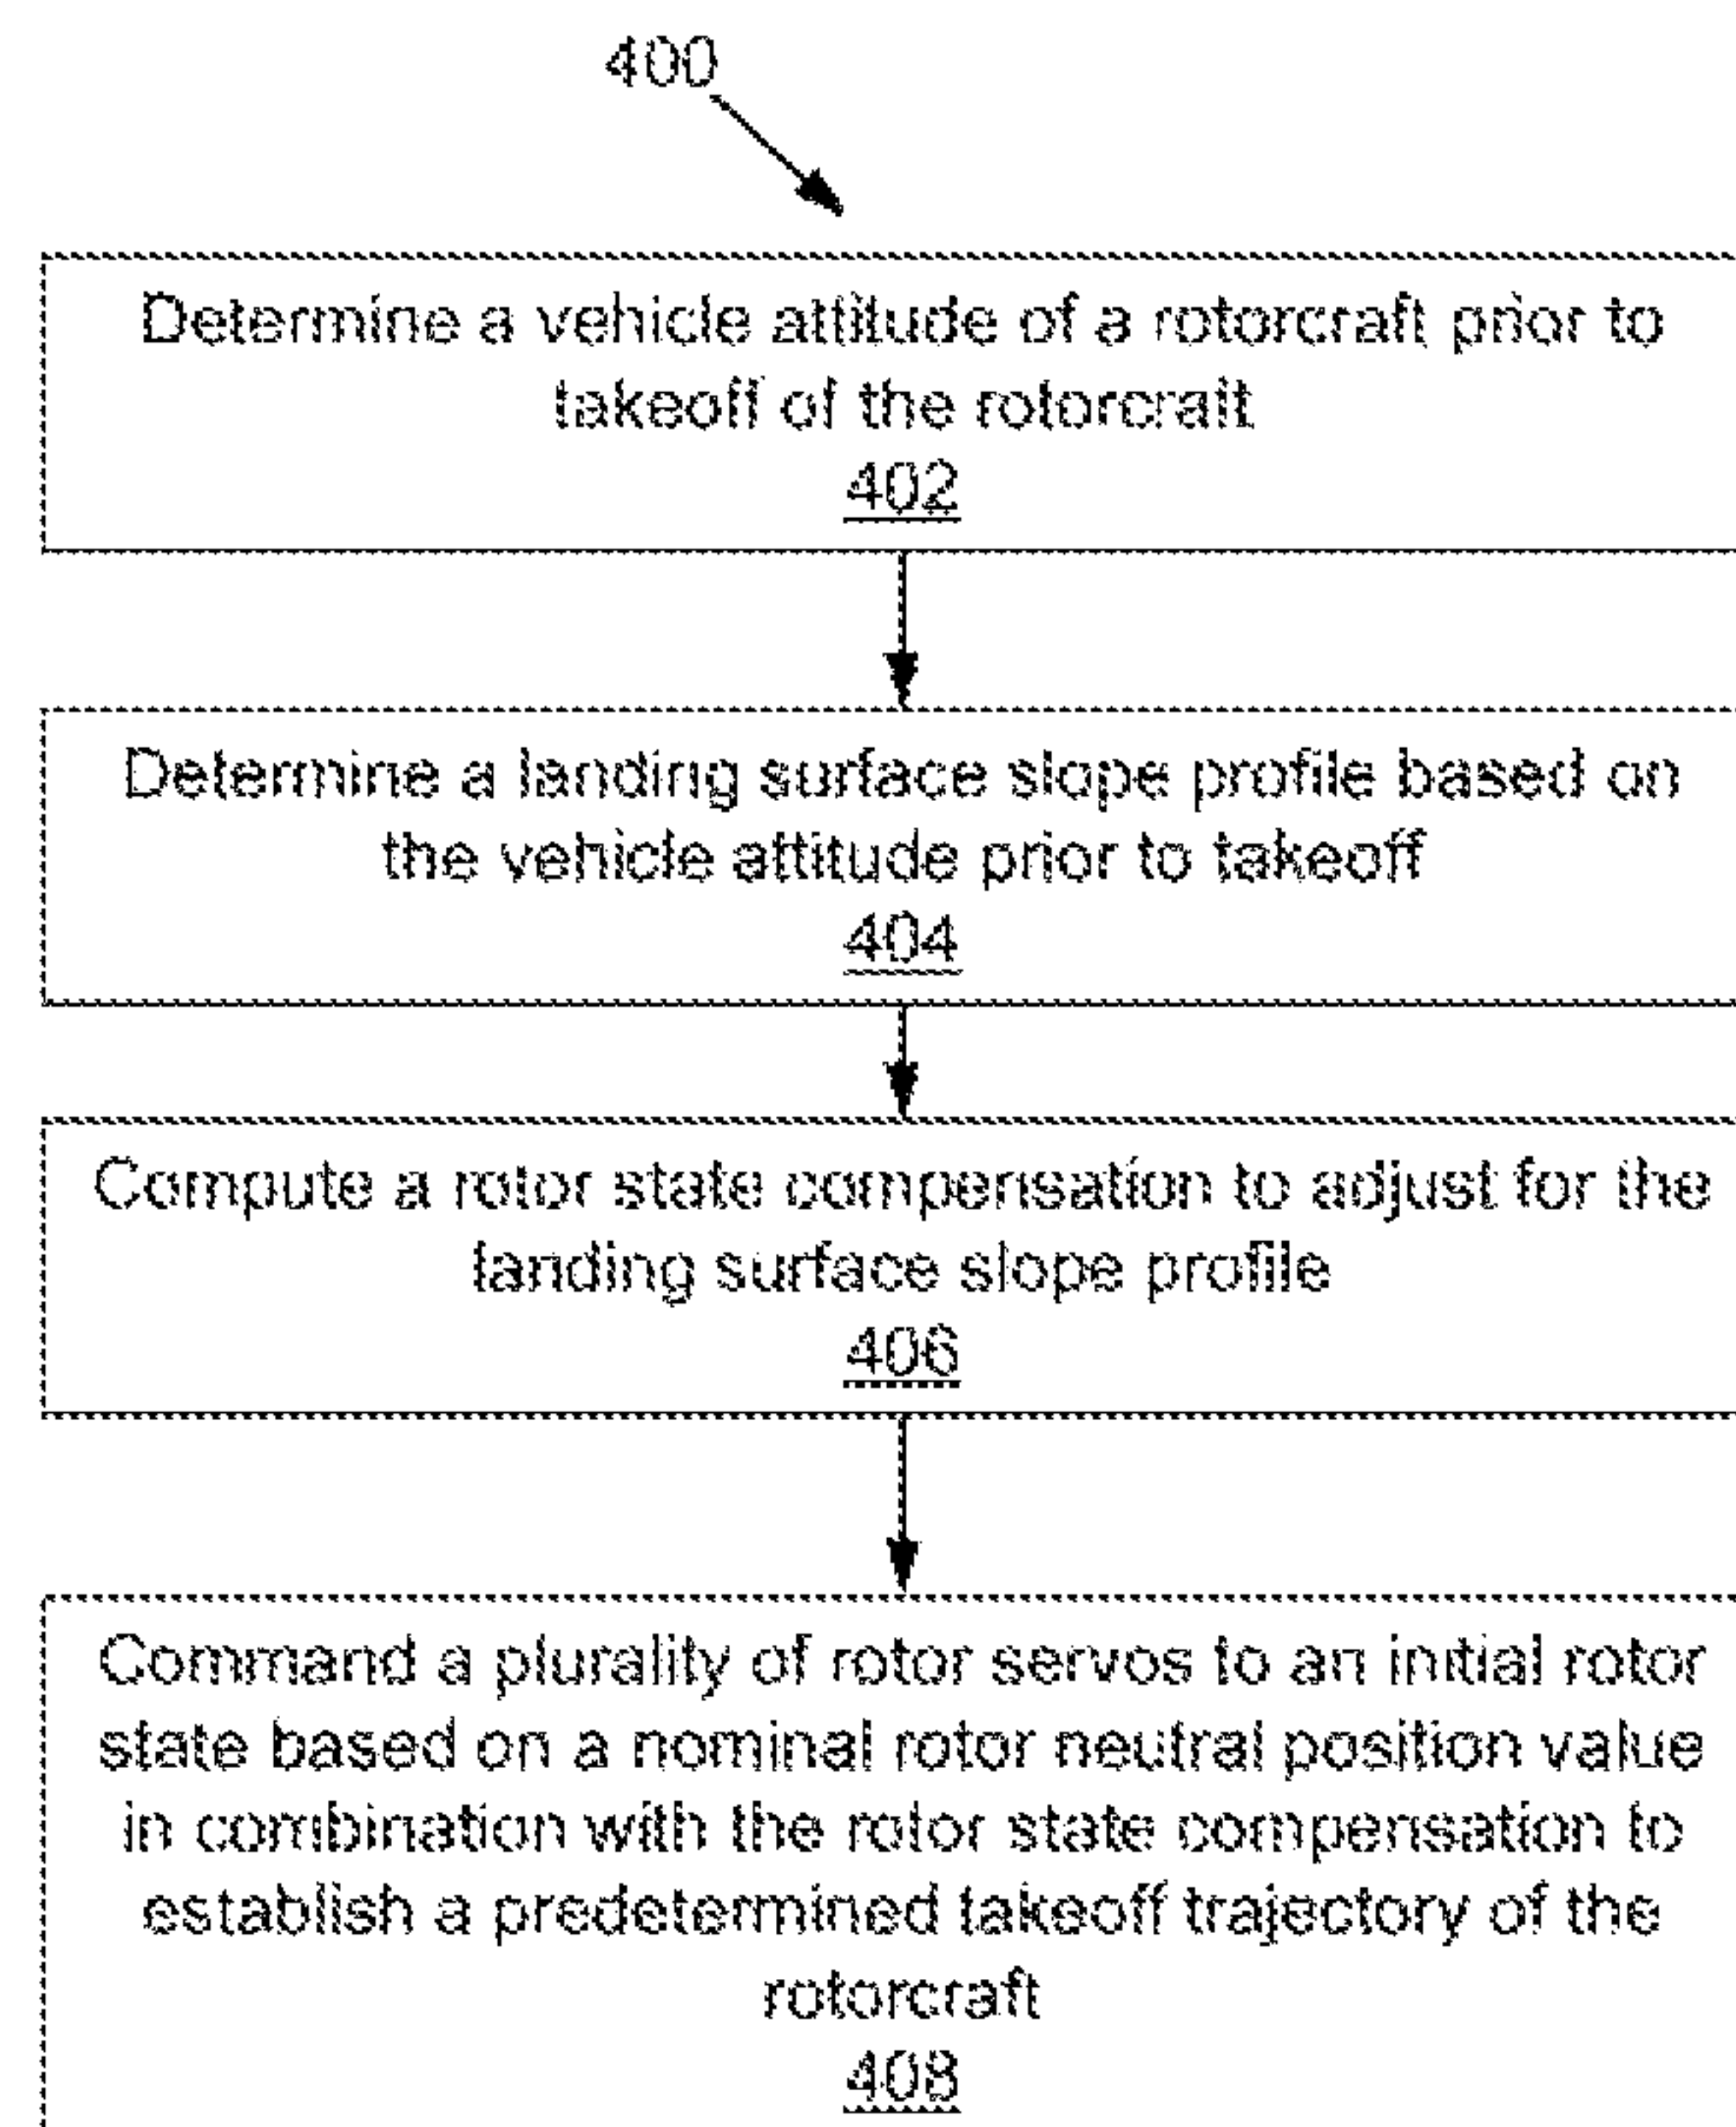 400
Determine a vehicle attitude of a rotorcraft prior to
takeoff of the rotorcraft
402
Determine a landing surface slope profile based on
the vehicle attitude prior to takeoff
404
Compute a rotor state compensation to adjust for the
landing surface slope profile
406
Command a plurality of rotor servos to an initial rotor
state based on a nominal rotor neutral position value
in combination with the rotor state compensation to
establish a predetermined takeoff trajectory of the
rotorcraft
408